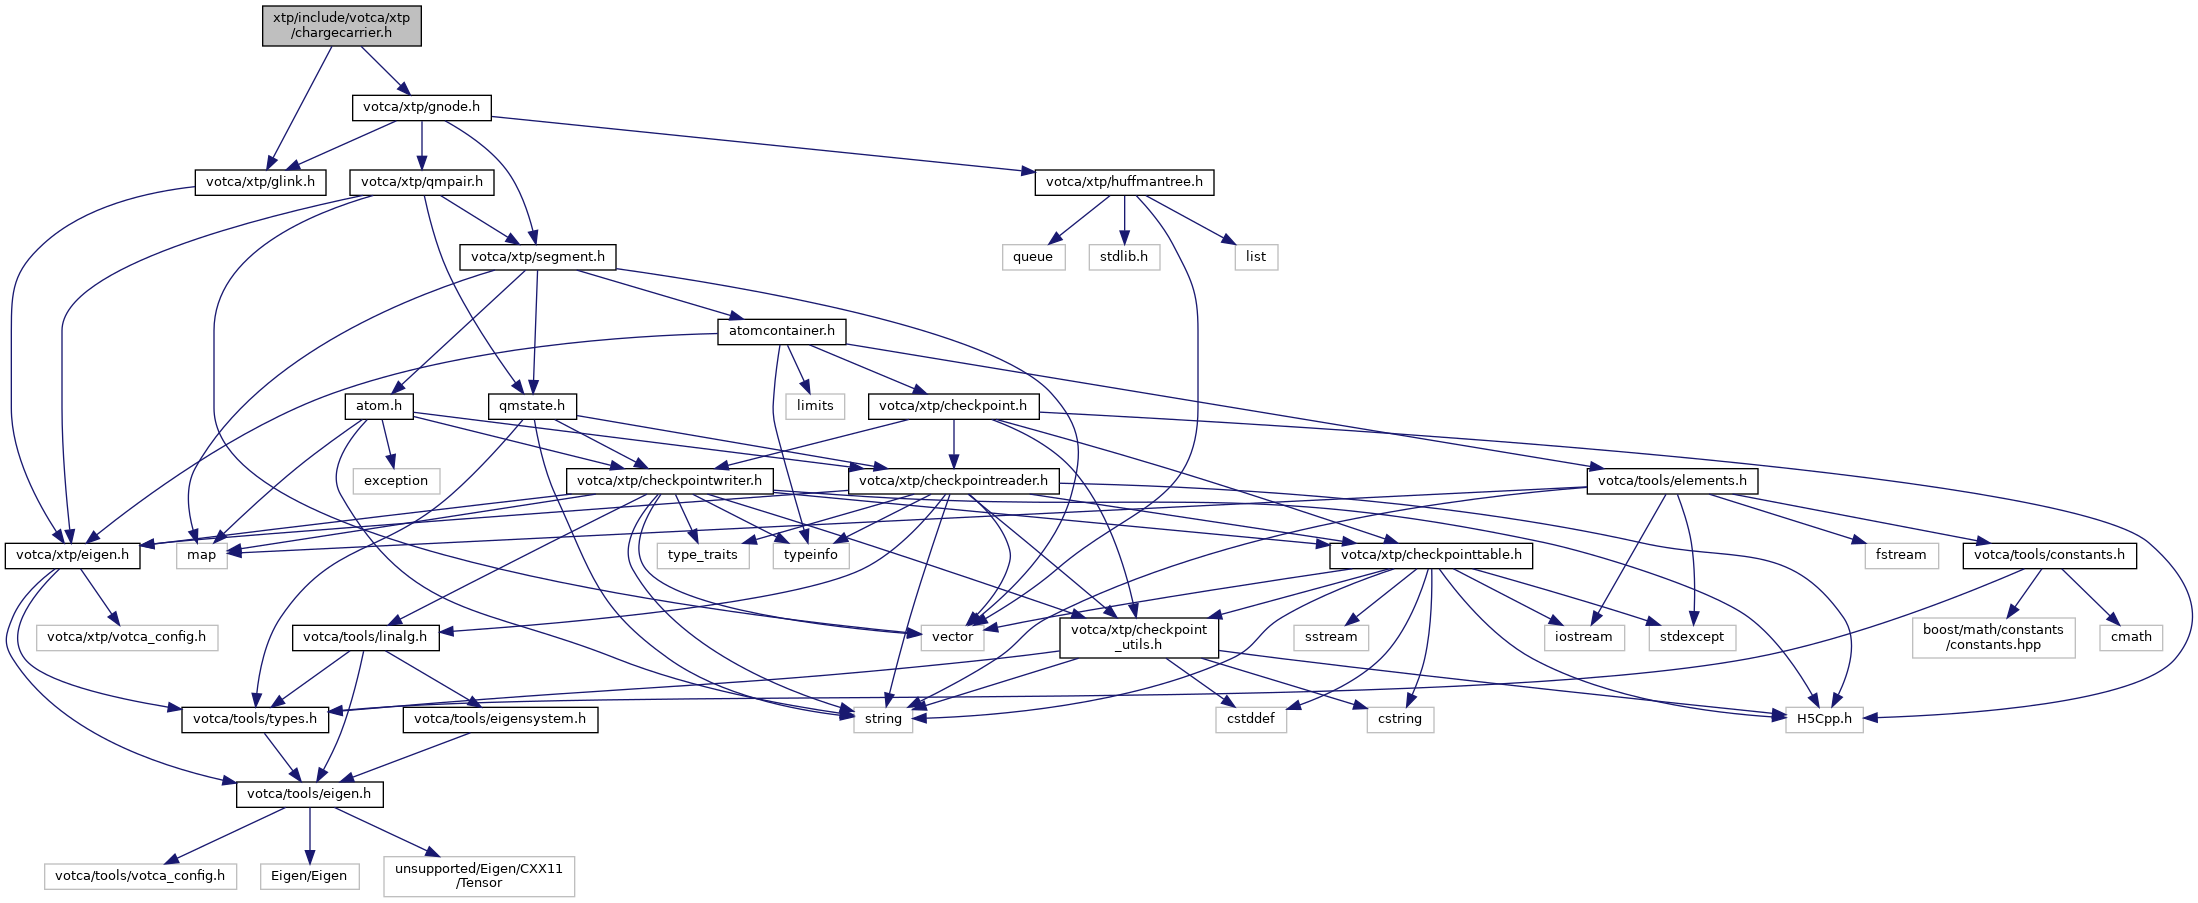 xtp/include/votca/xtp
/chargecarrier.h
votca/xtp/gnode.h
votca/xtp/glink.h
votca/xtp/qmpair.h
votca/xtp/huffmantree.h
votca/xtp/segment.h
queue
stdlib.h
list
atomcontainer.h
atom.h
qmstate.h
limits
votca/xtp/checkpoint.h
exception
votca/xtp/checkpointwriter.h
votca/xtp/checkpointreader.h
votca/tools/elements.h
votca/xtp/eigen.h
map
type_traits
typeinfo
votca/xtp/checkpointtable.h
fstream
votca/tools/constants.h
votca/xtp/votca_config.h
votca/tools/linalg.h
vector
votca/xtp/checkpoint
_utils.h
sstream
iostream
stdexcept
boost/math/constants
/constants.hpp
cmath
votca/tools/types.h
votca/tools/eigensystem.h
string
cstddef
cstring
H5Cpp.h
votca/tools/eigen.h
votca/tools/votca_config.h
Eigen/Eigen
unsupported/Eigen/CXX11
/Tensor